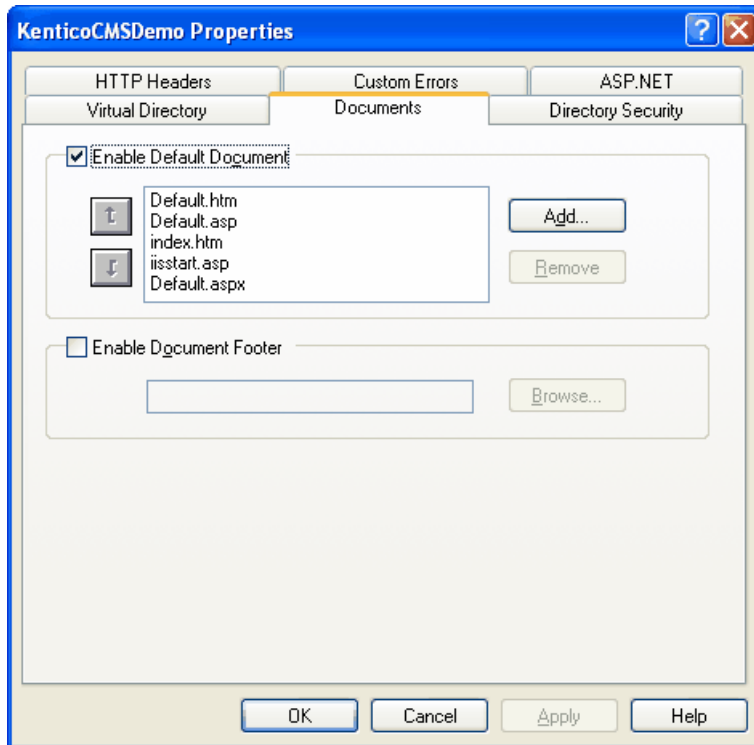 KenticoCMSDemo Properties
HTTP Headers
Custom Errors
ASP.NET
Virtual Directory
Documents
Directory Security
Enable Default Document
Default.htm
Default.asp
index.htm
iisstart.asp
Default.aspx
Add...
Remove
Enable Document Footer
Browse...
OK
Cancel
Apply
Help